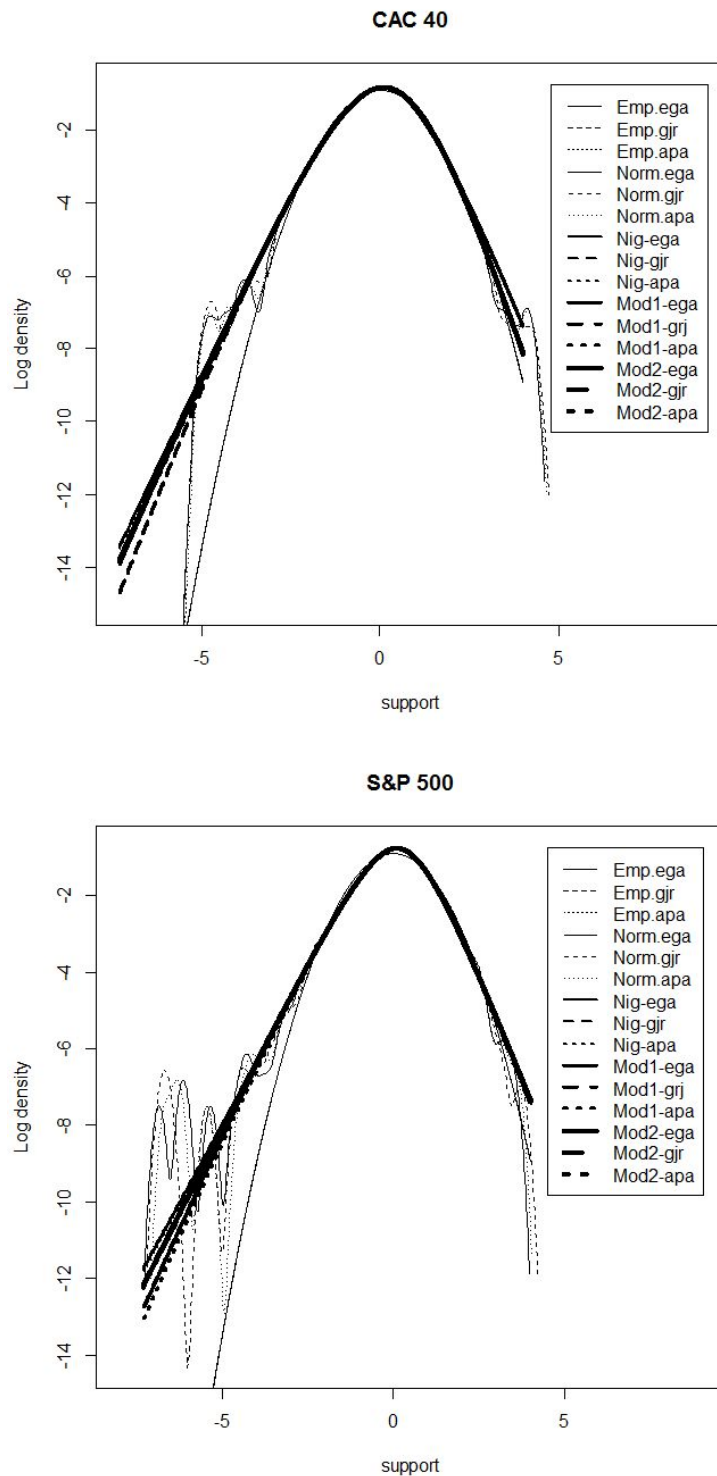 CAC 40
Log density
-2
-4
-6
-8
-10
-12
-14
-5
0
5
support
Emp.ega
Emp.gjr
Emp.apa
Norm.ega
Norm.gjr
Norm.apa
Nig-ega
Nig-gjr
Nig-apa
Mod1-ega
Mod1-grj
Mod1-apa
Mod2-ega
Mod2-gjr
Mod2-apa
S&P 500
Log density
-2
-4
-6
-8
-10
-12
-14
-5
0
5
support
Emp.ega
Emp.gjr
Emp.apa
Norm.ega
Norm.gjr
Norm.apa
Nig-ega
Nig-gjr
Nig-apa
Mod1-ega
Mod1-grj
Mod1-apa
Mod2-ega
Mod2-gjr
Mod2-apa